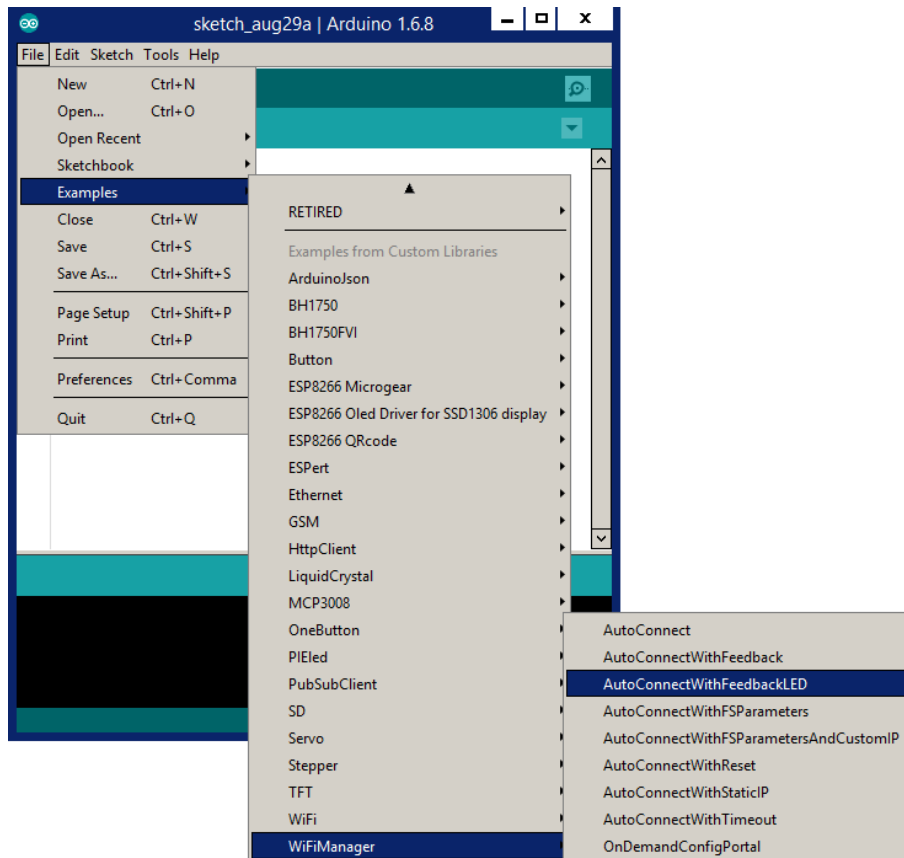 sketch_aug29a | Arduino 1.6.8
File Edit Sketch Tools Help
New Ctrl+N
Open... Ctrl+O
Open Recent
Sketchbook
Examples
Close Ctrl+W
Save Ctrl+S
Save As... Ctrl+Shift+S
Page Setup Ctrl+Shift+P
Print Ctrl+P
Preferences Ctrl+Comma
Quit Ctrl+Q
RETIRED
Examples from Custom Libraries
ArduinoJson
BH1750
BH1750FVI
Button
ESP8266 Microgear
ESP8266 Oled Driver for SSD1306 display
ESP8266 QRcode
ESPert
Ethernet
GSM
HttpClient
LiquidCrystal
MCP3008
OneButton
PIEled
PubSubClient
SD
Servo
Stepper
TFT
WiFi
WiFiManager
AutoConnect
AutoConnectWithFeedback
AutoConnectWithFeedbackLED
AutoConnectWithFSParameters
AutoConnectWithFSParametersAndCustomIP
AutoConnectWithReset
AutoConnectWithStaticIP
AutoConnectWithTimeout
OnDemandConfigPortal